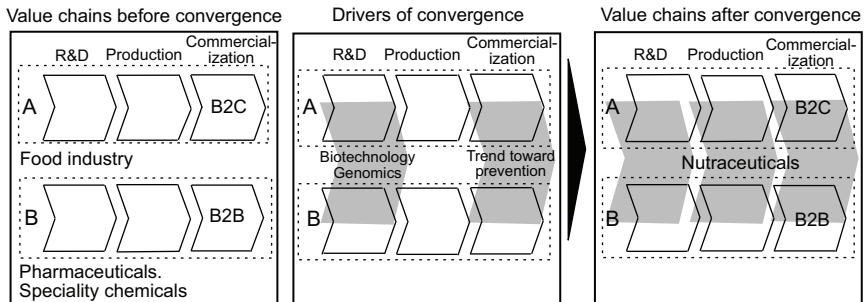 Value chains before convergence
R&D Production Commercial-
ization
A
B2C
Food industry
B
B2B
Pharmaceuticals.
Speciality chemicals
Drivers of convergence
R&D Production Commercial-
ization
A
Biotechnology
Genomics
Trend toward
prevention
B
Value chains after convergence
R&D Production Commercial-
ization
A
B2C
Nutraceuticals
B
B2B